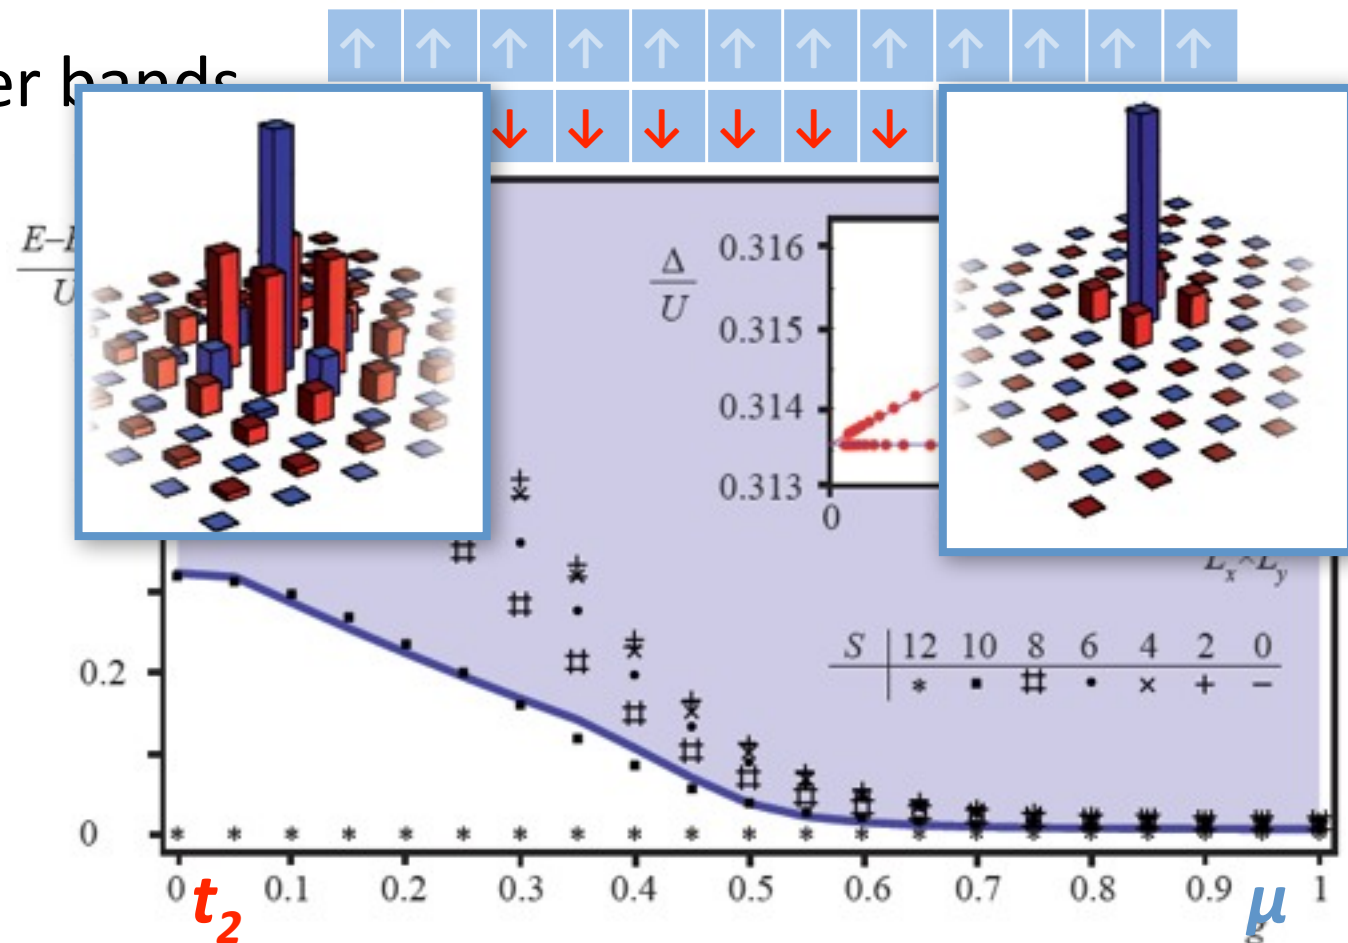 er bands
↑ ↑ ↑ ↑ ↑ ↑ ↑ ↑ ↑ ↑ ↑ ↑
↓ ↓ ↓ ↓ ↓ ↓
E–
U
Δ
U
0.316
0.315
0.314
0.313
0
L_x^L_y
S 12 10 8 6 4 2 0
* ▪ ⌗ • × + −
0.2
0
0 0.1 0.2 0.3 0.4 0.5 0.6 0.7 0.8 0.9 1
t_2 μ